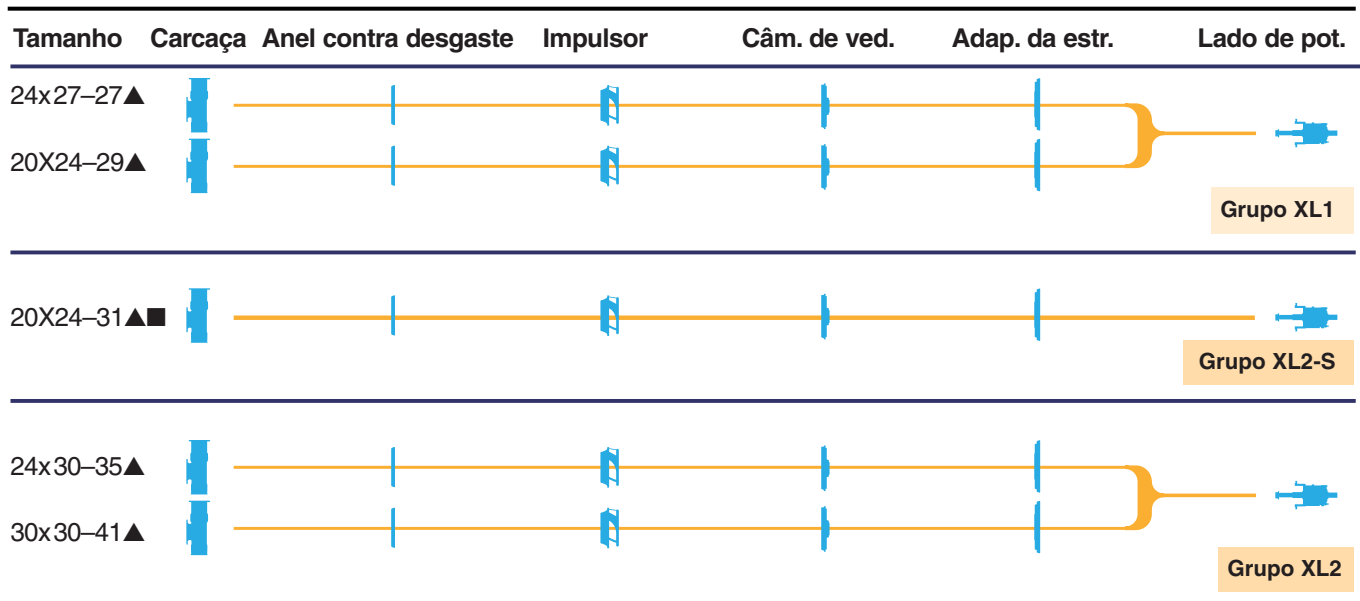 Tamanho Carcaça Anel contra desgaste Impulsor Câm. de ved. Adap. da estr. Lado de pot.
24x27–27▲
20X24–29▲
Grupo XL1
20X24–31▲■
Grupo XL2-S
24x30–35▲
30x30–41▲
Grupo XL2